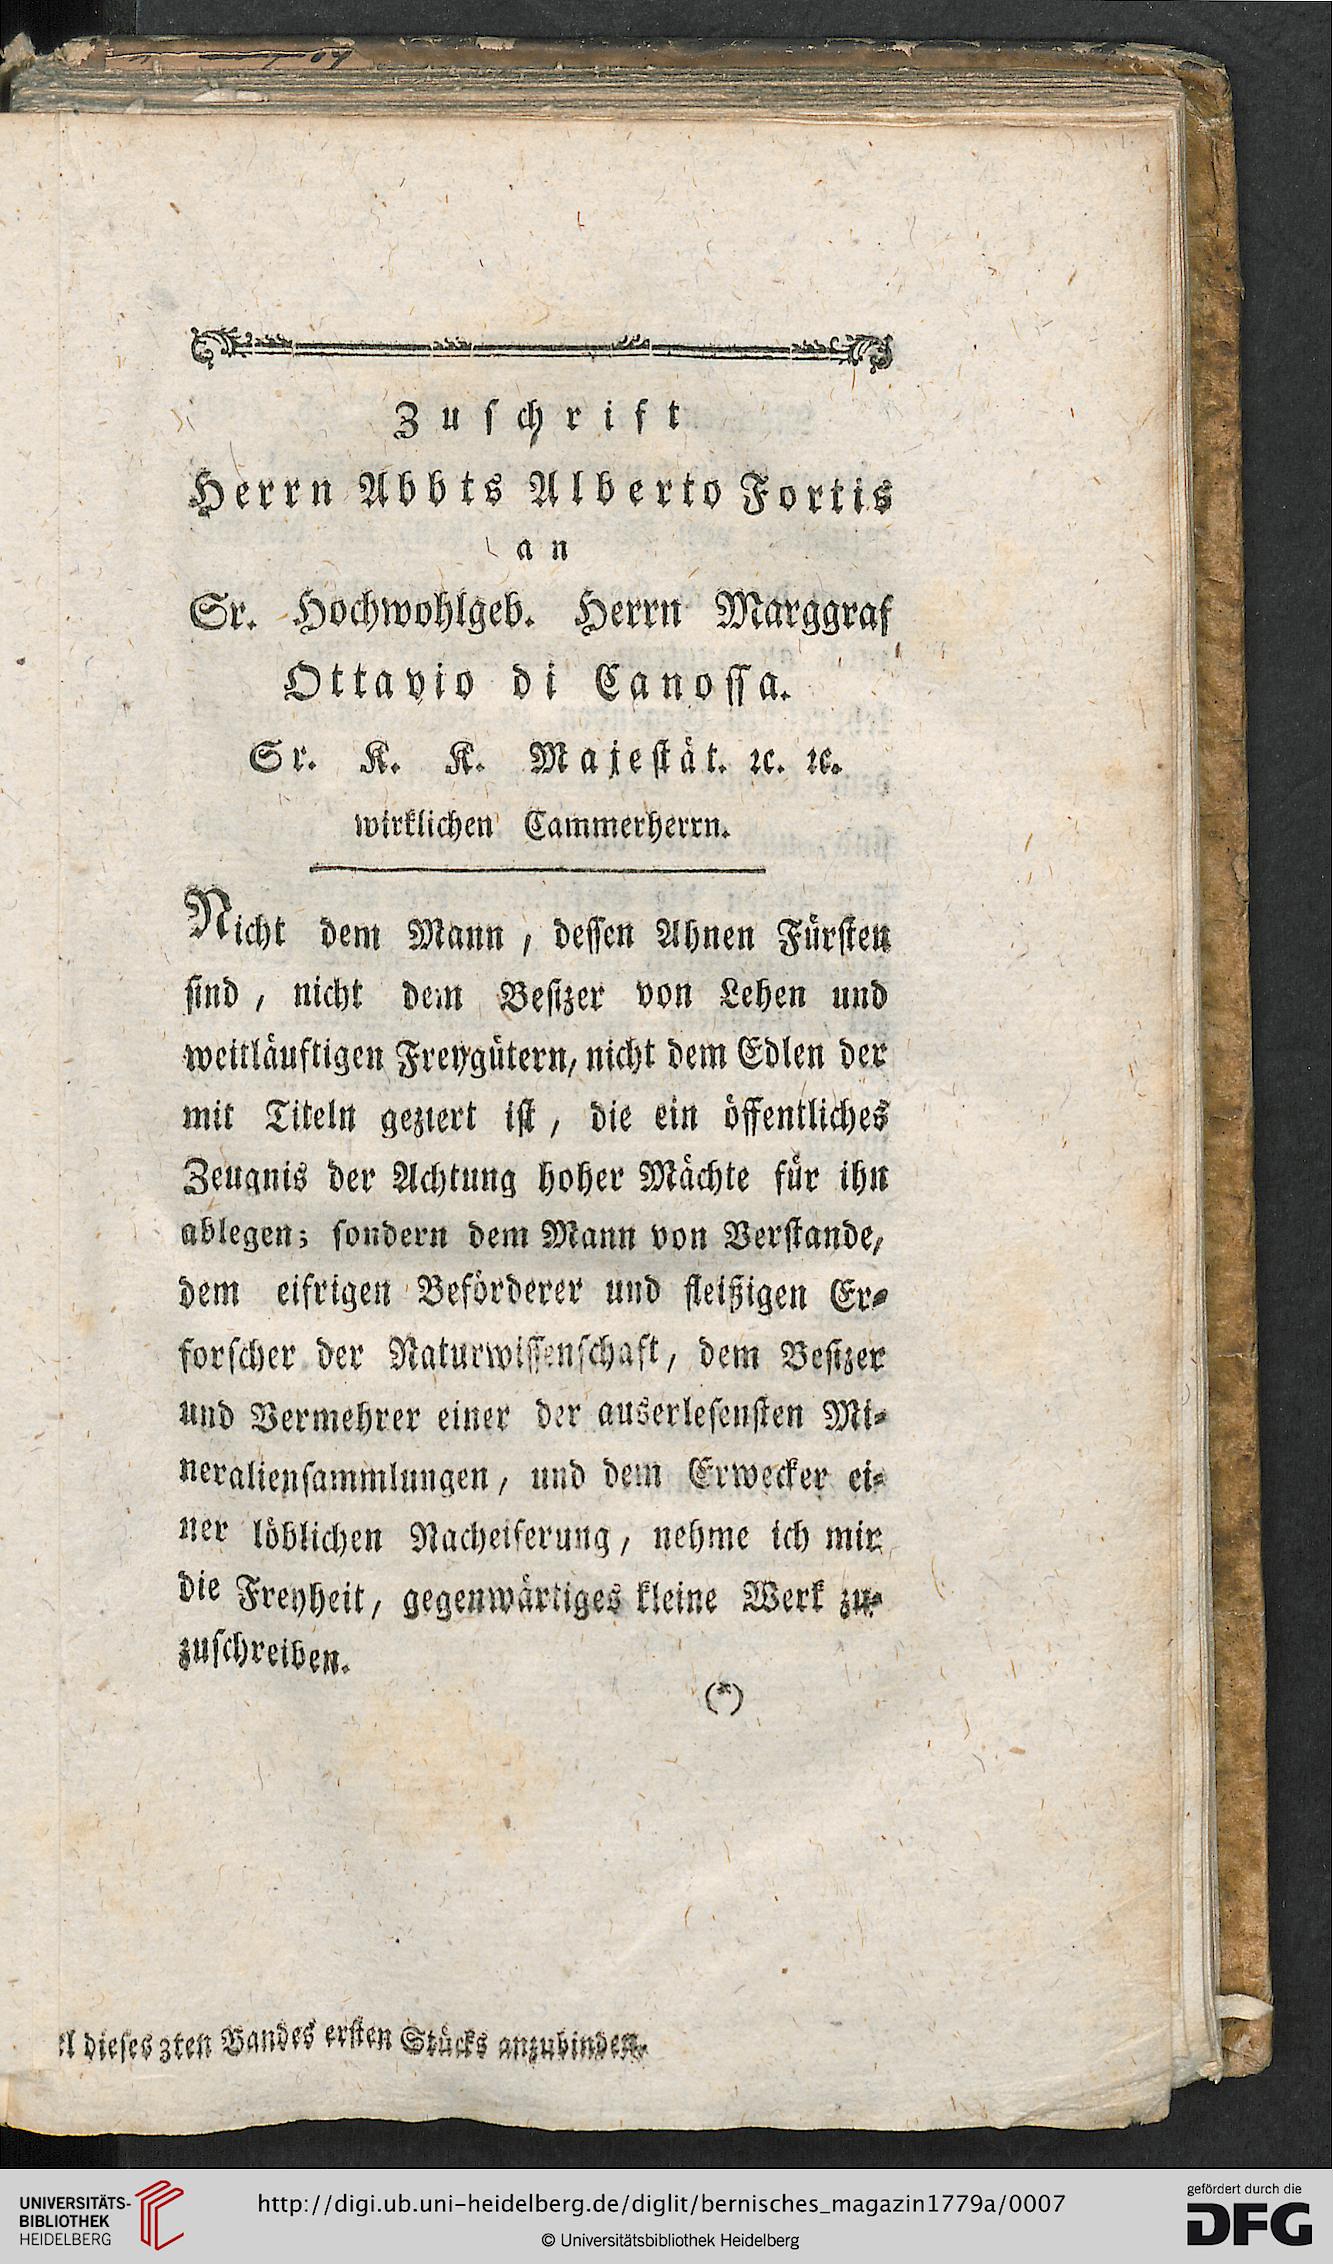 Zuschrift
Herrn Abbts Alberto Fortis
an
Sr. Hochwohlgeb. Herrn Marggraf
Ottavio di Canossa.
Sr. K. K. Majestät. ꝛc. ꝛc.
wirklichen Cammerherrn.
Nicht dem Mann, dessen Ahnen Fürsten
sind, nicht dem Besizer von Lehen und
weitläuftigen Freygütern, nicht dem Edlen der
mit Titeln geziert ist, die ein öffentliches
Zeugnis der Achtung hoher Mächte für ihn
ablegen; sondern dem Mann von Verstande,
dem eifrigen Beförderer und fleißigen Er-
forscher der Naturwissenschaft, dem Besizer
und Vermehrer einer der auserlesensten Mi-
neraliensammlungen, und dem Erwecker ei-
ner löblichen Nacheiferung, nehme ich mir
die Freyheit, gegenwärtiges kleine Werk zu-
zuschreiben.
(*)
dieses 2ten Bandes ersten Stücks anzubinden.
UNIVERSITÄTS-
BIBLIOTHEK
HEIDELBERG
http://digi.ub.uni-heidelberg.de/diglit/bernisches_magazin1779a/0007
© Universitätsbibliothek Heidelberg
gefördert durch die
DFG